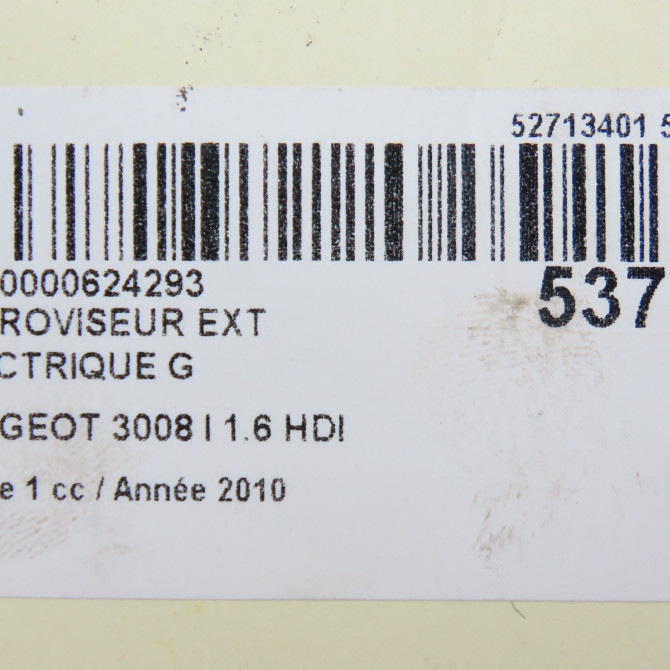 52713401 5
0000624293
537
ROVISEUR EXT
CTRIQUE G
GEOT 3008 I 1.6 HDI
e 1 cc / Année 2010